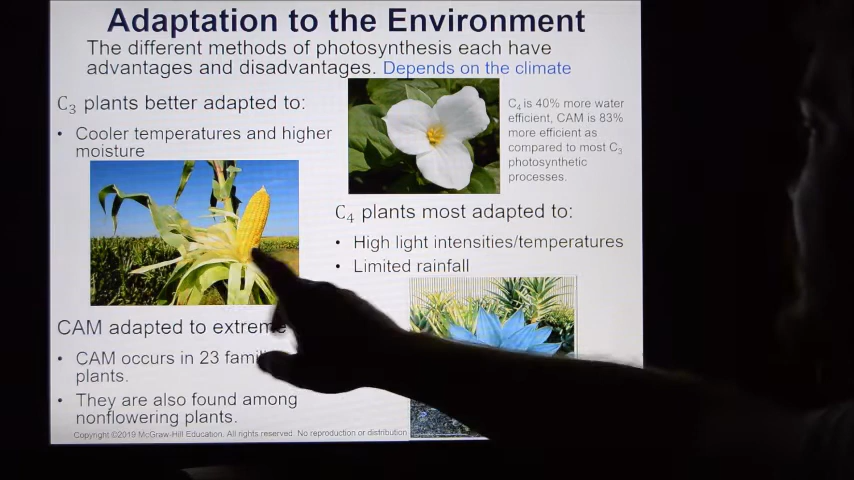 Adaptation to the Environment
The different methods of photosynthesis each have
advantages and disadvantages. Depends on the climate
C₃ plants better adapted to:
• Cooler temperatures and higher
moisture
C₄ is 40% more water
efficient, CAM is 83%
more efficient as
compared to most C₃
photosynthetic
processes.
C₄ plants most adapted to:
• High light intensities/temperatures
• Limited rainfall
CAM adapted to extreme
• CAM occurs in 23
plants.
• They are also found among
nonflowering plants.
Copyright ©2019 McGraw-Hill Education. All rights reserved. No reproduction or distribution